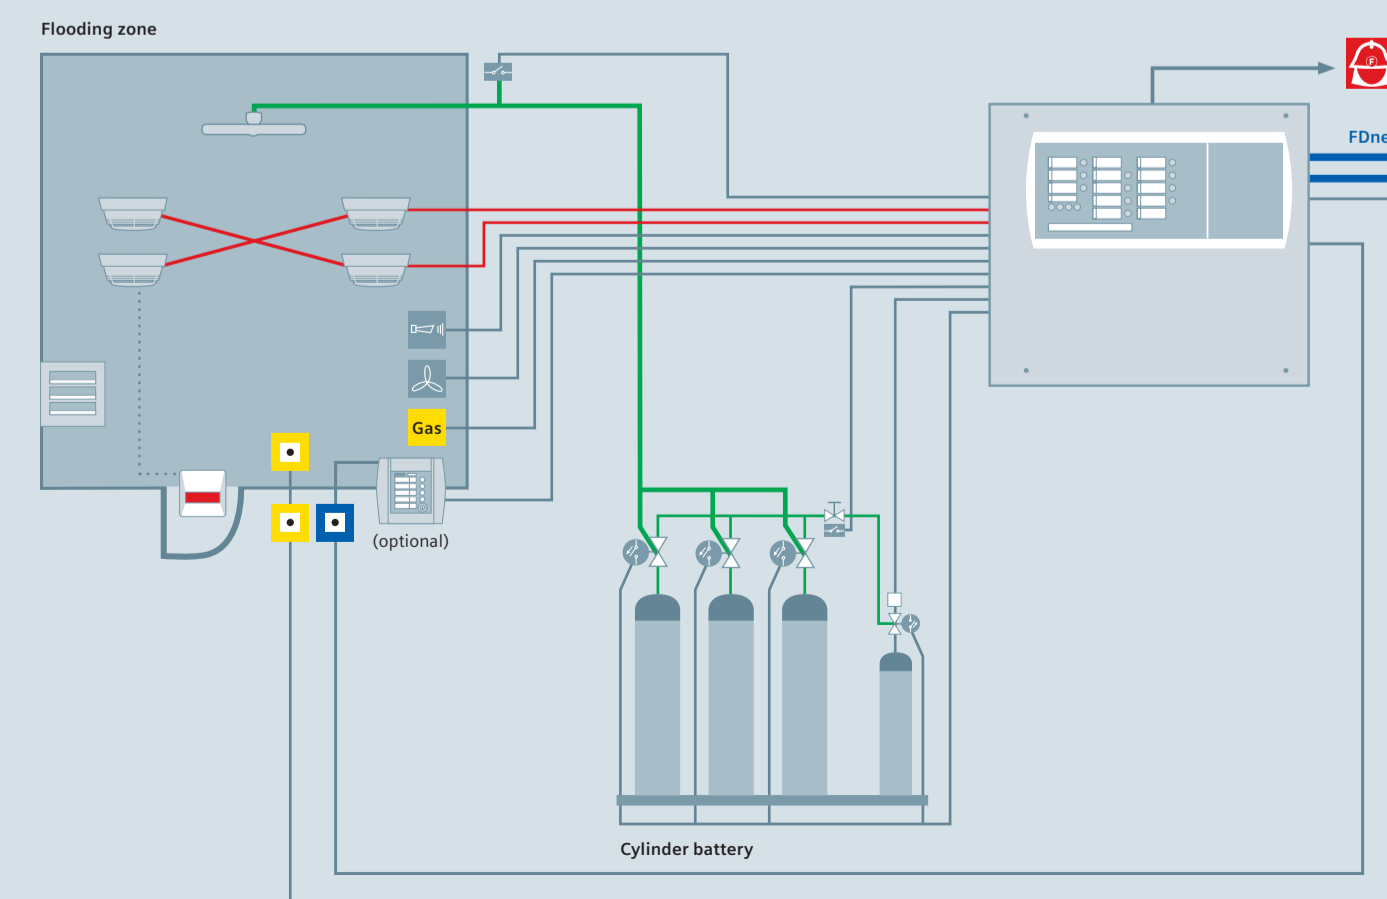 Flooding zone
F
FDne
Gas
(optional)
Cylinder battery